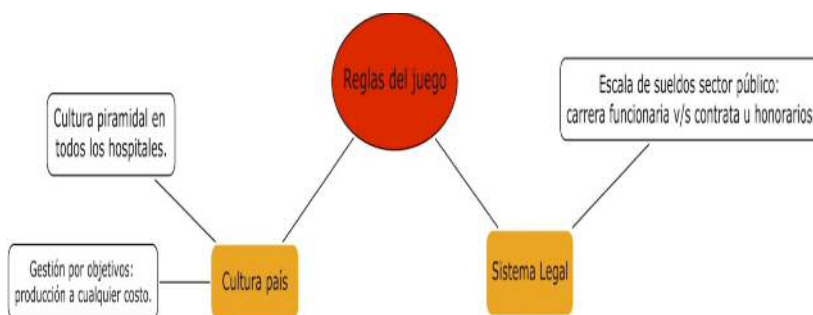 Reglas del juego
Escala de sueldos sector público:
carrera funcionaria v/s contrata u honorarios
Cultura piramidal en
todos los hospitales.
Gestión por objetivos:
producción a cualquier costo.
Cultura país
Sistema Legal